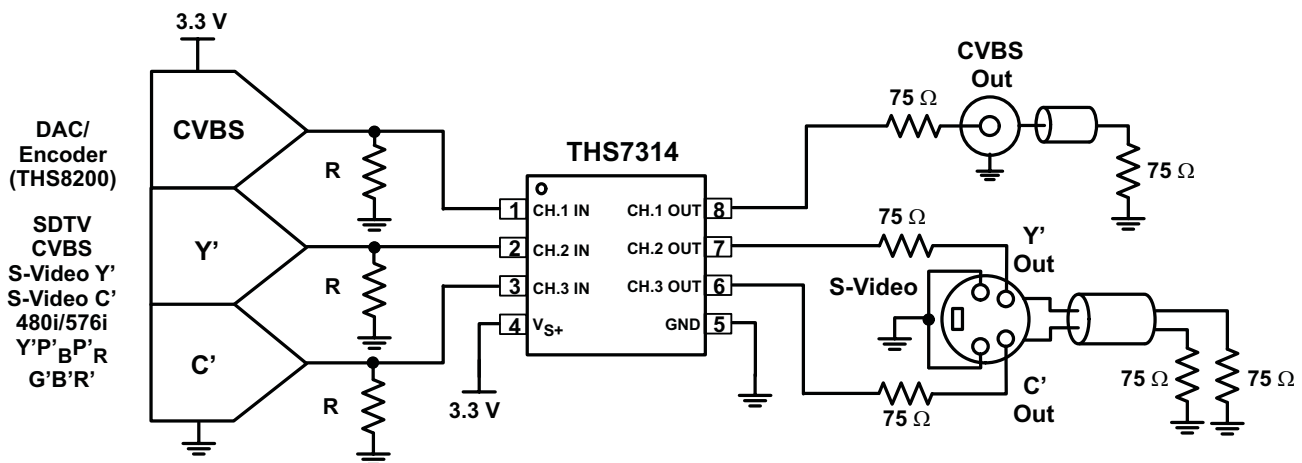 3.3 V
DAC/
Encoder
(THS8200)
SDTV
CVBS
S-Video Y'
S-Video C'
480i/576i
Y'P'BP'R
G'B'R'
CVBS
Y'
C'
R
R
R
3.3 V
THS7314
1 CH.1 IN CH.1 OUT 8
2 CH.2 IN CH.2 OUT 7
3 CH.3 IN CH.3 OUT 6
4 VS+ GND 5
CVBS
Out
75 Ω
75 Ω
75 Ω
Y'
Out
S-Video
75 Ω
C'
Out
75 Ω
75 Ω